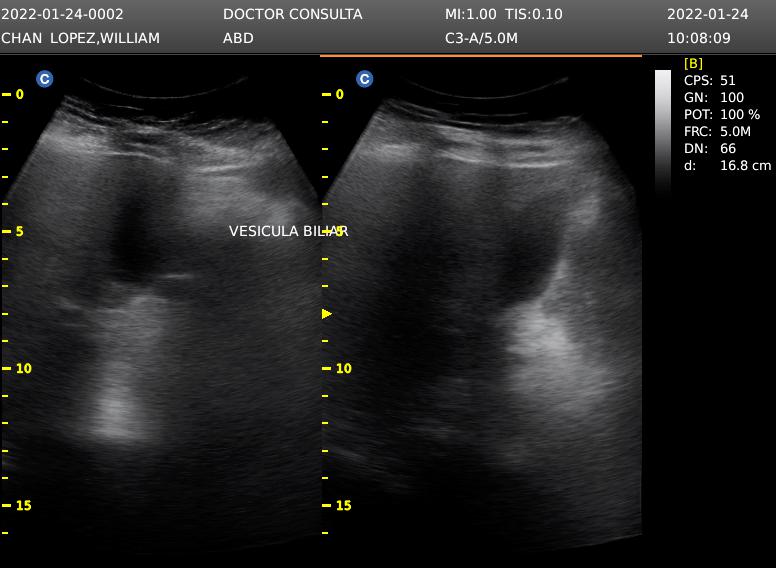 2022-01-24-0002 DOCTOR CONSULTA MI:1.00 TIS:0.10 2022-01-24
CHAN LOPEZ,WILLIAM ABD C3-A/5.0M 10:08:09
[B]
C C
CPS: 51
0 0
GN: 100
POT: 100 %
FRC: 5.0M
DN: 66
d: 16.8 cm
5 VESICULA BILIAR 5
10 10
15 15